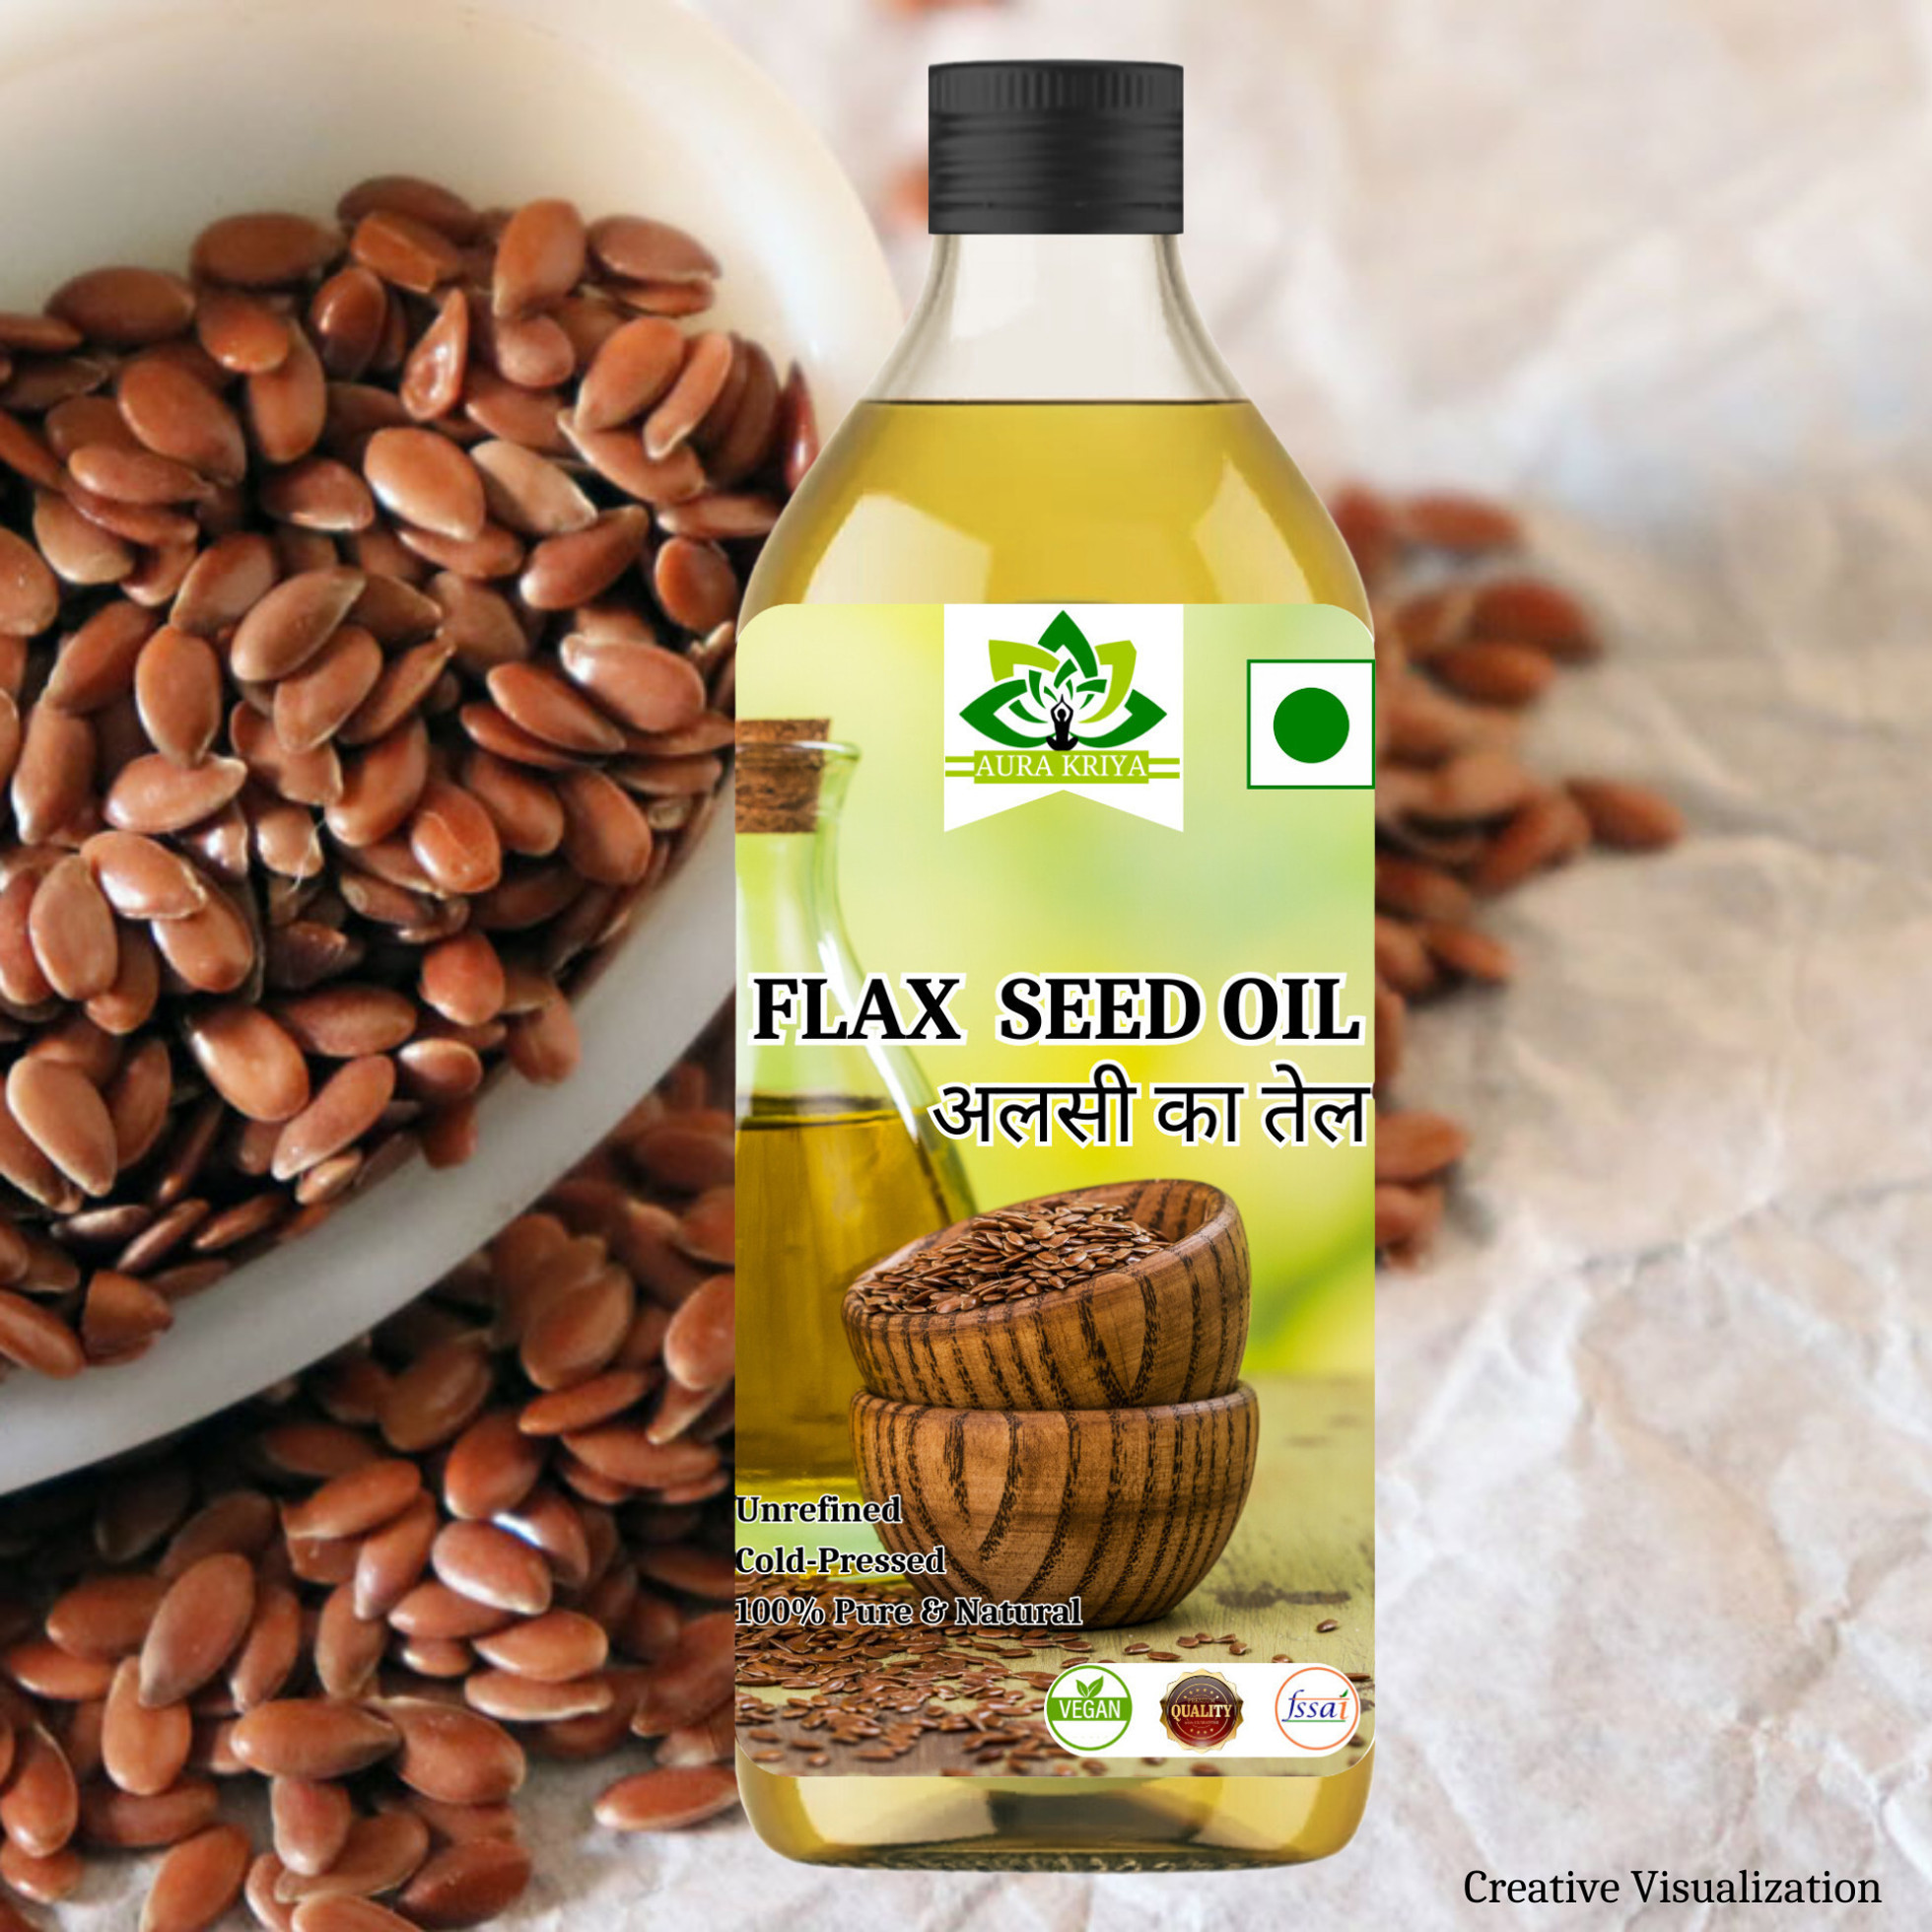 AURA KRIYA
FLAX SEED OIL
अलसी का तेल
Unrefined
Cold-Pressed
100% Pure & Natural
VEGAN
QUALITY
fssai
Creative Visualization